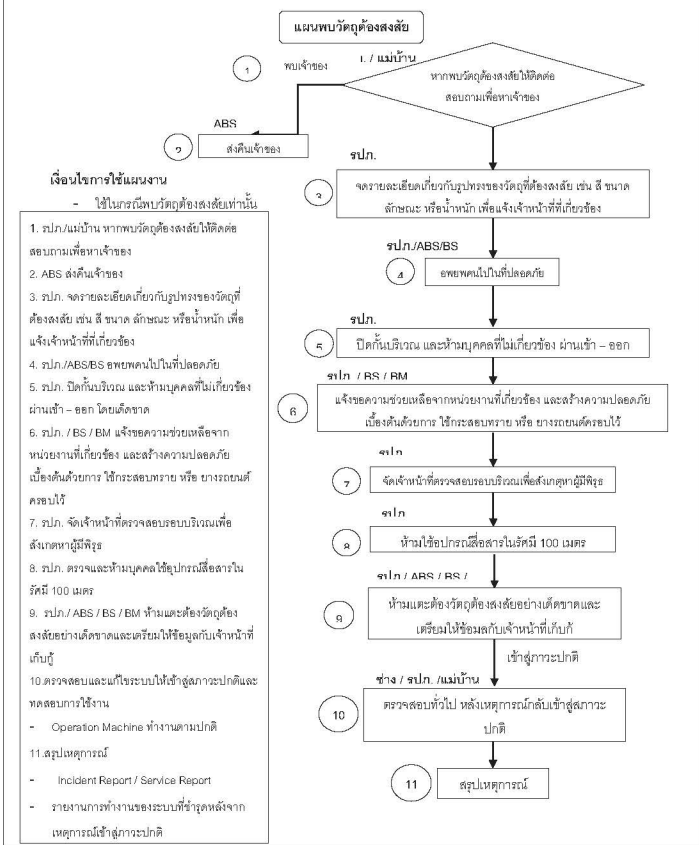 แผนพบวัตถุต้องสงสัย
/ แม่บ้าน
1
พบเจ้าของ
หากพบวัตถุต้องสงสัยให้ติดต่อ
สอบถามเพื่อหาเจ้าของ
ABS
2
ส่งคืนเจ้าของ
รปภ.
3
จดรายละเอียดเกี่ยวกับรูปทรงของวัตถุที่ต้องสงสัย เช่น สี ขนาด
ลักษณะ หรือน้ำหนัก เพื่อแจ้งเจ้าหน้าที่ที่เกี่ยวข้อง
รปภ./ABS/BS
4
อพยพคนไปในที่ปลอดภัย
รปภ.
5
ปิดกั้นบริเวณ และห้ามบุคคลที่ไม่เกี่ยวข้อง ผ่านเข้า – ออก
รปภ. / BS / BM
6
แจ้งขอความช่วยเหลือจากหน่วยงานที่เกี่ยวข้อง และสร้างความปลอดภัย
เบื้องต้นด้วยการ ใช้กระสอบทราย หรือ ยางรถยนต์ครอบไว้
รปภ
7
จัดเจ้าหน้าที่ตรวจสอบรอบบริเวณเพื่อสังเกตหาผู้มีพิรุธ
รปภ
8
ห้ามใช้อุปกรณ์สื่อสารในรัศมี 100 เมตร
รปภ / ABS / BS /
9
ห้ามแตะต้องวัตถุต้องสงสัยอย่างเด็ดขาดและ
เตรียมให้ข้อมูลกับเจ้าหน้าที่เก็บกู้
เข้าสู่ภาวะปกติ
ช่าง / รปภ. /แม่บ้าน
10
ตรวจสอบทั่วไป หลังเหตุการณ์กลับเข้าสู่สภาวะ
ปกติ
11
สรุปเหตุการณ์
เงื่อนไขการใช้แผนงาน
- ใช้ในกรณีพบวัตถุต้องสงสัยเท่านั้น
1. รปภ./แม่บ้าน หากพบวัตถุต้องสงสัยให้ติดต่อ
สอบถามเพื่อหาเจ้าของ
2. ABS ส่งคืนเจ้าของ
3. รปภ. จดรายละเอียดเกี่ยวกับรูปทรงของวัตถุที่
ต้องสงสัย เช่น สี ขนาด ลักษณะ หรือน้ำหนัก เพื่อ
แจ้งเจ้าหน้าที่ที่เกี่ยวข้อง
4. รปภ./ABS/BS อพยพคนไปในที่ปลอดภัย
5. รปภ. ปิดกั้นบริเวณ และห้ามบุคคลที่ไม่เกี่ยวข้อง
ผ่านเข้า – ออก โดยเด็ดขาด
6. รปภ. / BS / BM แจ้งขอความช่วยเหลือจาก
หน่วยงานที่เกี่ยวข้อง และสร้างความปลอดภัย
เบื้องต้นด้วยการ ใช้กระสอบทราย หรือ ยางรถยนต์
ครอบไว้
7. รปภ. จัดเจ้าหน้าที่ตรวจสอบรอบบริเวณเพื่อ
สังเกตหาผู้มีพิรุธ
8. รปภ. ตรวจและห้ามบุคคลใช้อุปกรณ์สื่อสารใน
รัศมี 100 เมตร
9. รปภ./ ABS / BS / BM ห้ามแตะต้องวัตถุต้อง
สงสัยอย่างเด็ดขาดและเตรียมให้ข้อมูลกับเจ้าหน้าที่
เก็บกู้
10.ตรวจสอบและแก้ไขระบบให้เข้าสู่สภาวะปกติและ
ทดสอบการใช้งาน
- Operation Machine ทำงานตามปกติ
11.สรุปเหตุการณ์
- Incident Report / Service Report
- รายงานการทำงานของระบบที่ชำรุดหลังจาก
เหตุการณ์เข้าสู่ภาวะปกติ